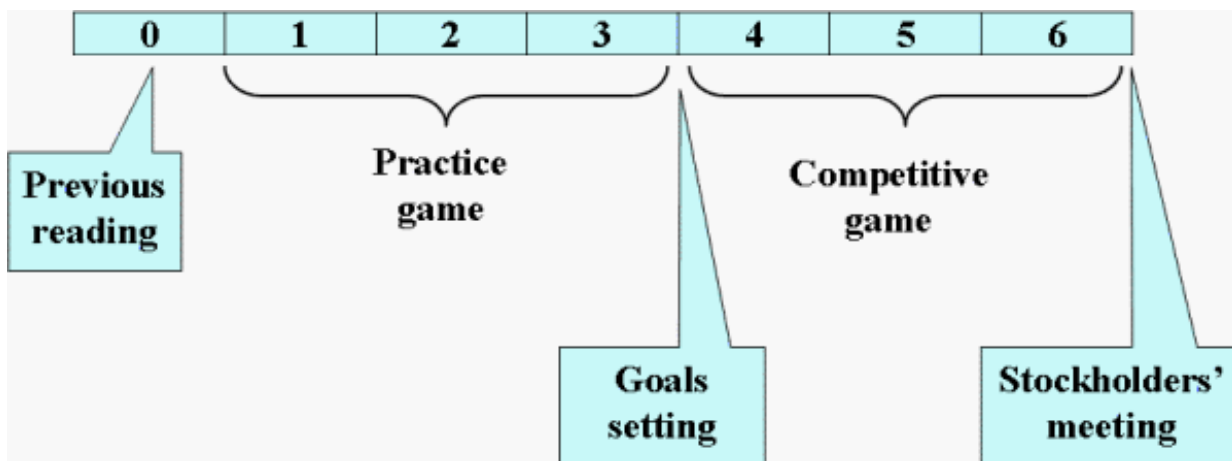 0 1 2 3 4 5 6
Practice
game
Competitive
game
Previous
reading
Goals
setting
Stockholders’
meeting